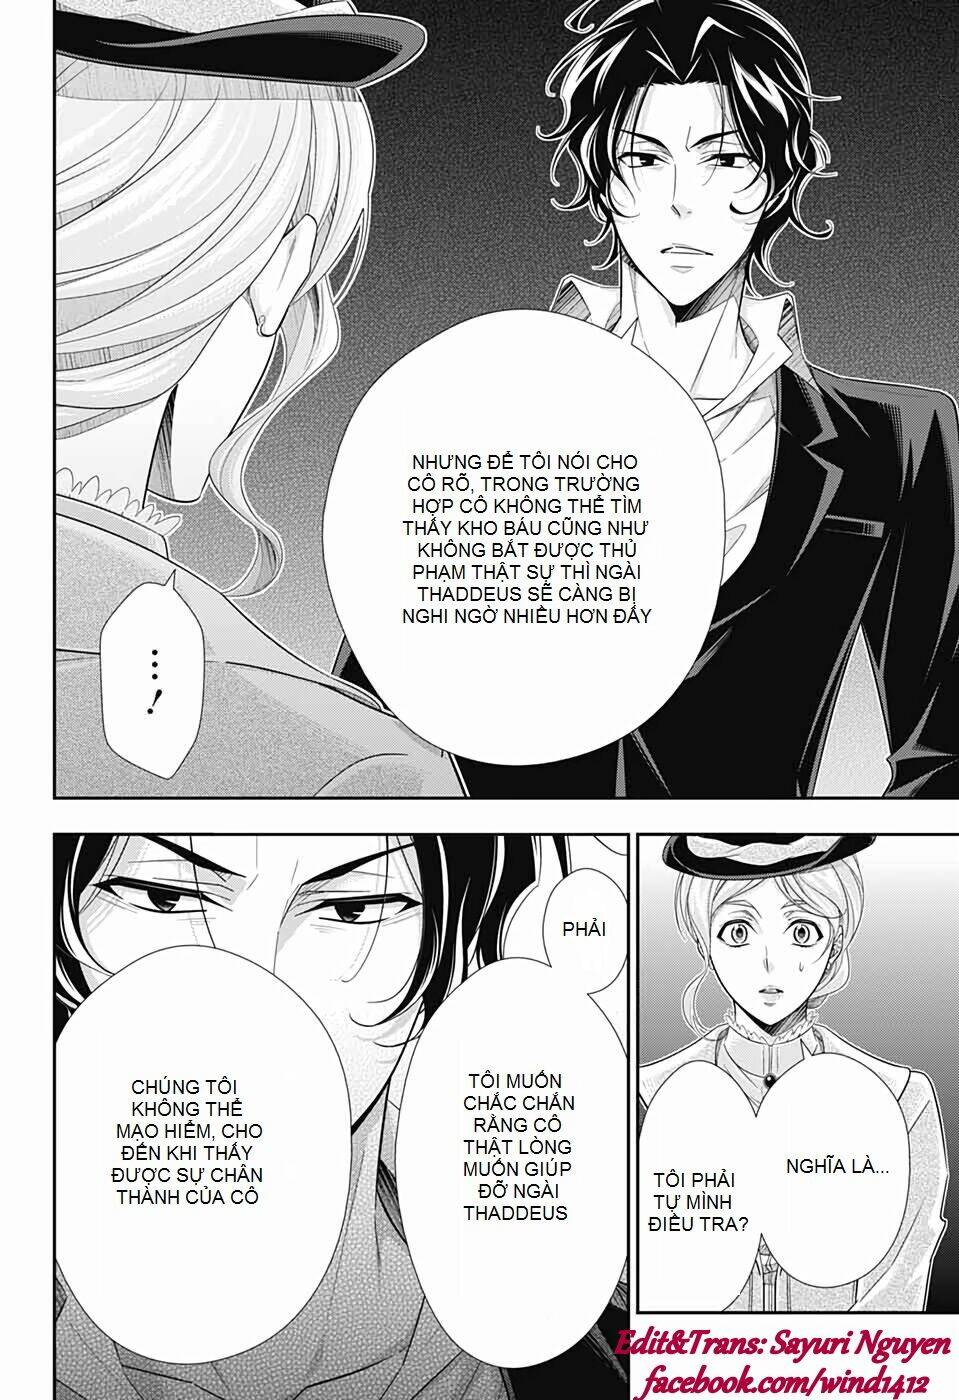 NHƯNG ĐỂ TÔI NÓI CHO
CÔ RÕ, TRONG TRƯỜNG
HỢP CÔ KHÔNG THỂ TÌM
THẤY KHO BÁU CŨNG NHƯ
KHÔNG BẮT ĐƯỢC THỦ
PHẠM THẬT SỰ THÌ NGÀI
THADDEUS SẼ CÀNG BỊ
NGHI NGỜ NHIỀU HƠN ĐẤY
...!
NGHĨA LÀ...
TÔI PHẢI
TỰ MÌNH
ĐIỀU TRA?
PHẢI
TÔI MUỐN
CHẮC CHẮN
RẰNG CÔ
THẬT LÒNG
MUỐN GIÚP
ĐỠ NGÀI
THADDEUS
CHÚNG TÔI
KHÔNG THỂ
MẠO HIỂM, CHO
ĐẾN KHI THẤY
ĐƯỢC SỰ CHÂN
THÀNH CỦA CÔ
Edit&Trans: Sayuri Nguyen
facebook.com/wind1412